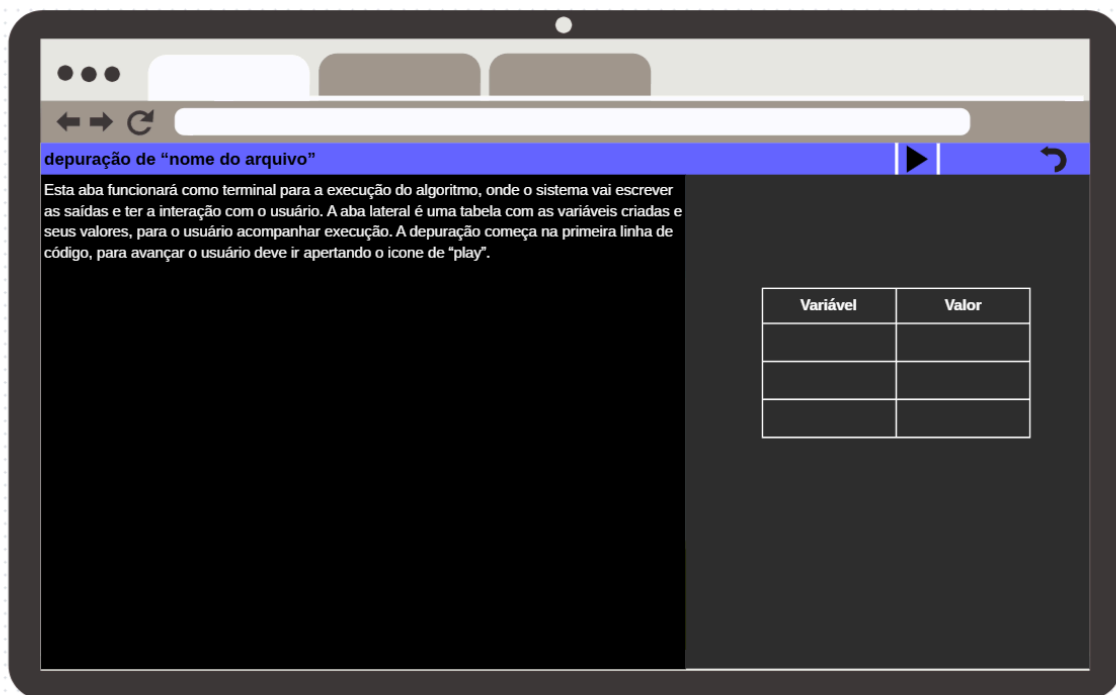 depuração de “nome do arquivo”
Esta aba funcionará como terminal para a execução do algoritmo, onde o sistema vai escrever
as saídas e ter a interação com o usuário. A aba lateral é uma tabela com as variáveis criadas e
seus valores, para o usuário acompanhar execução. A depuração começa na primeira linha de
código, para avançar o usuário deve ir apertando o icone de “play”.
Variável Valor